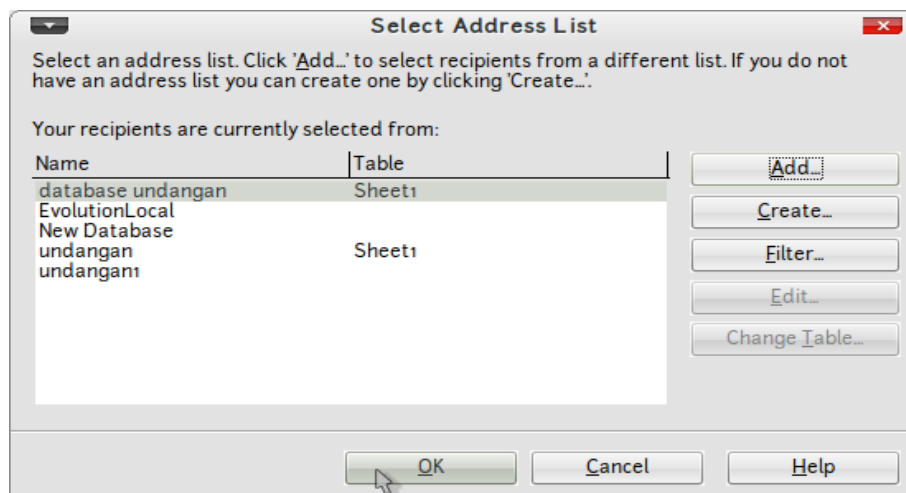 Select Address List
Select an address list. Click 'Add...' to select recipients from a different list. If you do not
have an address list you can create one by clicking 'Create...'.
Your recipients are currently selected from:
Name Table
database undangan Sheet1
EvolutionLocal
New Database
undangan Sheet1
undangan1
Add...
Create...
Filter...
Edit...
Change Table...
OK Cancel Help